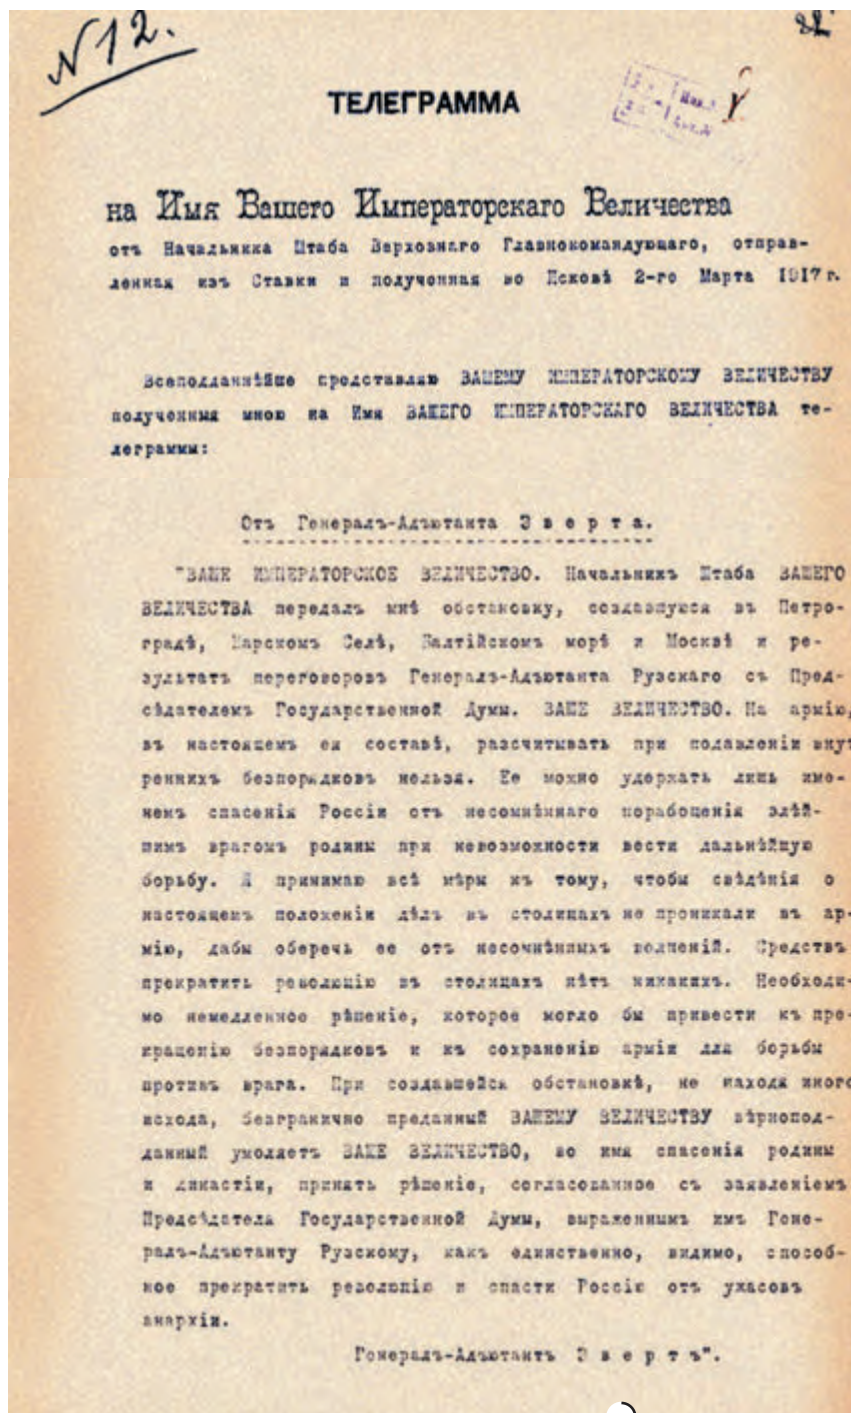 N 12.
ТЕЛЕГРАММА
на Имя Вашего Императорскаго Величества
отъ Начальника Штаба Верховнаго Главнокомандующаго, отправ-
ленная изъ Ставки и полученная во Псковѣ 2-го Марта 1917 г.
Всеподданнѣйше представляю ВАШЕМУ ИМПЕРАТОРСКОМУ ВЕЛИЧЕСТВУ
полученныя мною на Имя ВАШЕГО ИМПЕРАТОРСКАГО ВЕЛИЧЕСТВА те-
леграммы:
Отъ Генералъ-Адъютанта Э в е р т а.
"ВАШЕ ИМПЕРАТОРСКОЕ ВЕЛИЧЕСТВО. Начальникъ Штаба ВАШЕГО
ВЕЛИЧЕСТВА передалъ мнѣ обстановку, создавшуюся въ Петро-
градѣ, Царскомъ Селѣ, Балтійскомъ морѣ и Москвѣ и ре-
зультатъ переговоровъ Генералъ-Адъютанта Рузскаго съ Пред-
сѣдателемъ Государственной Думы. ВАШЕ ВЕЛИЧЕСТВО. На армію,
въ настоящемъ ея составѣ, разсчитывать при подавленіи внут
реннихъ безпорядковъ нельзя. Ее можно удержать лишь име-
немъ спасенія Россіи отъ несомнѣннаго порабощенія злѣй-
шимъ врагомъ родины при невозможности вести дальнѣйшую
борьбу. Я принимаю всѣ мѣры къ тому, чтобы свѣдѣнія о
настоящемъ положеніи дѣлъ въ столицахъ не проникали въ ар-
мію, дабы оберечь ее отъ несомнѣнныхъ волненій. Средствъ
прекратить революцію въ столицахъ нѣтъ никакихъ. Необходи-
мо немедленное рѣшеніе, которое могло бы привести къ пре-
кращенію безпорядковъ и къ сохраненію арміи для борьбы
противъ врага. При создавшейся обстановкѣ, не находя иного
исхода, безгранично преданный ВАШЕМУ ВЕЛИЧЕСТВУ вѣрнопод-
данный умоляетъ ВАШЕ ВЕЛИЧЕСТВО, во имя спасенія родины
и династіи, принять рѣшеніе, согласованное съ заявленіемъ
Предсѣдателя Государственной Думы, выраженнымъ имъ Гене-
ралъ-Адъютанту Рузскому, какъ единственно, видимо, способ-
ное прекратить революцію и спасти Россію отъ ужасовъ
анархіи.
Генералъ-Адъютантъ Э в е р т ъ".